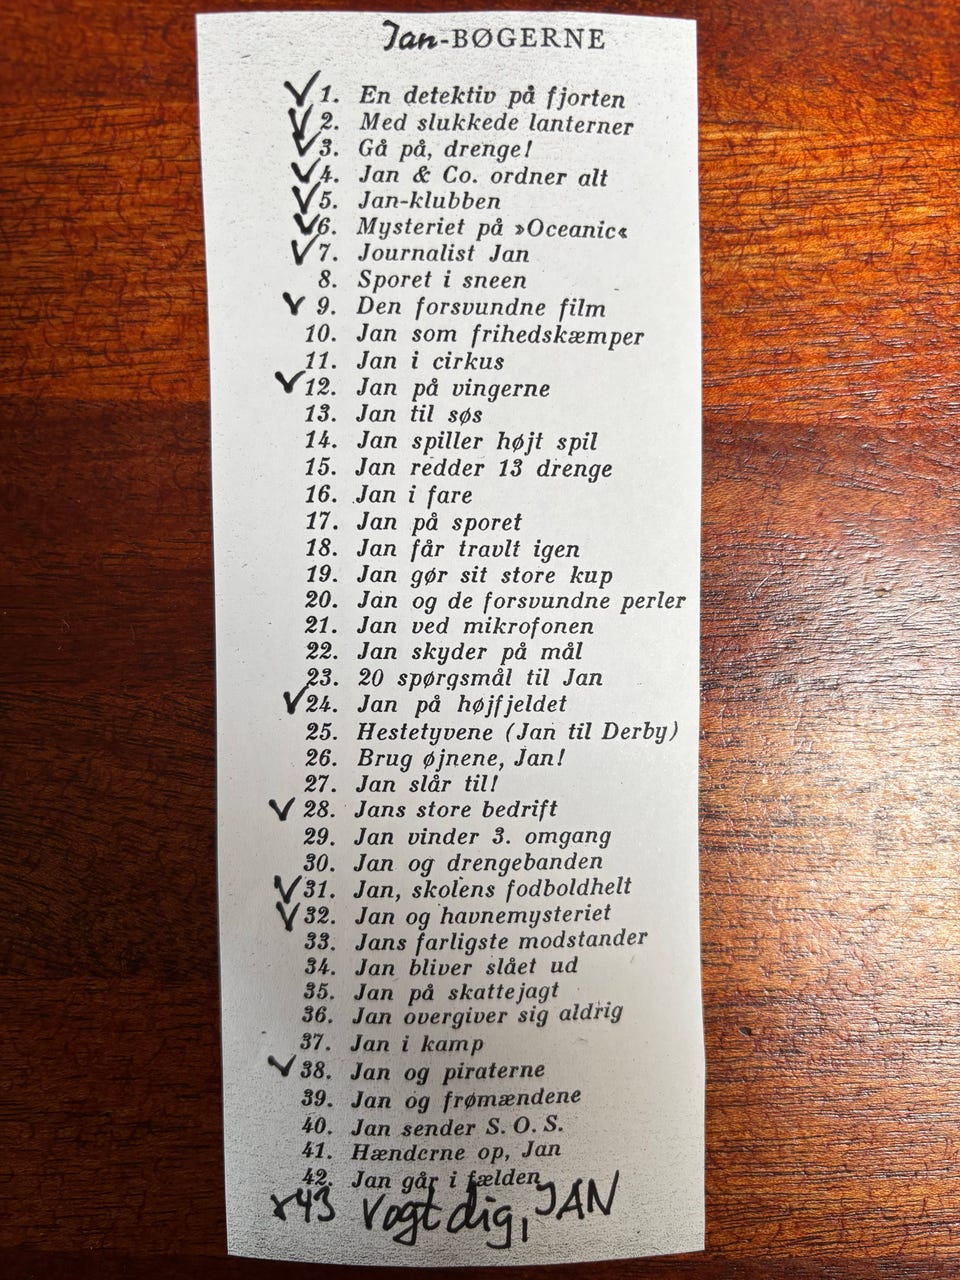 Jan-BØGERNE
✓ 1. En detektiv på fjorten
✓ 2. Med slukkede lanterner
✓ 3. Gå på, drenge!
✓ 4. Jan & Co. ordner alt
✓ 5. Jan-klubben
✓ 6. Mysteriet på »Oceanic«
✓ 7. Journalist Jan
8. Sporet i sneen
✓ 9. Den forsvundne film
10. Jan som frihedskæmper
11. Jan i cirkus
✓ 12. Jan på vingerne
13. Jan til søs
14. Jan spiller højt spil
15. Jan redder 13 drenge
16. Jan i fare
17. Jan på sporet
18. Jan får travlt igen
19. Jan gør sit store kup
20. Jan og de forsvundne perler
21. Jan ved mikrofonen
22. Jan skyder på mål
23. 20 spørgsmål til Jan
✓ 24. Jan på højfjeldet
25. Hestetyvene (Jan til Derby)
26. Brug øjnene, Jan!
27. Jan slår til!
✓ 28. Jans store bedrift
29. Jan vinder 3. omgang
30. Jan og drengebanden
✓ 31. Jan, skolens fodboldhelt
✓ 32. Jan og havnemysteriet
33. Jans farligste modstander
34. Jan bliver slået ud
35. Jan på skattejagt
36. Jan overgiver sig aldrig
37. Jan i kamp
✓ 38. Jan og piraterne
39. Jan og frømændene
40. Jan sender S.O.S.
41. Hænderne op, Jan
42. Jan går i fælden
x43 Vogt dig, JAN